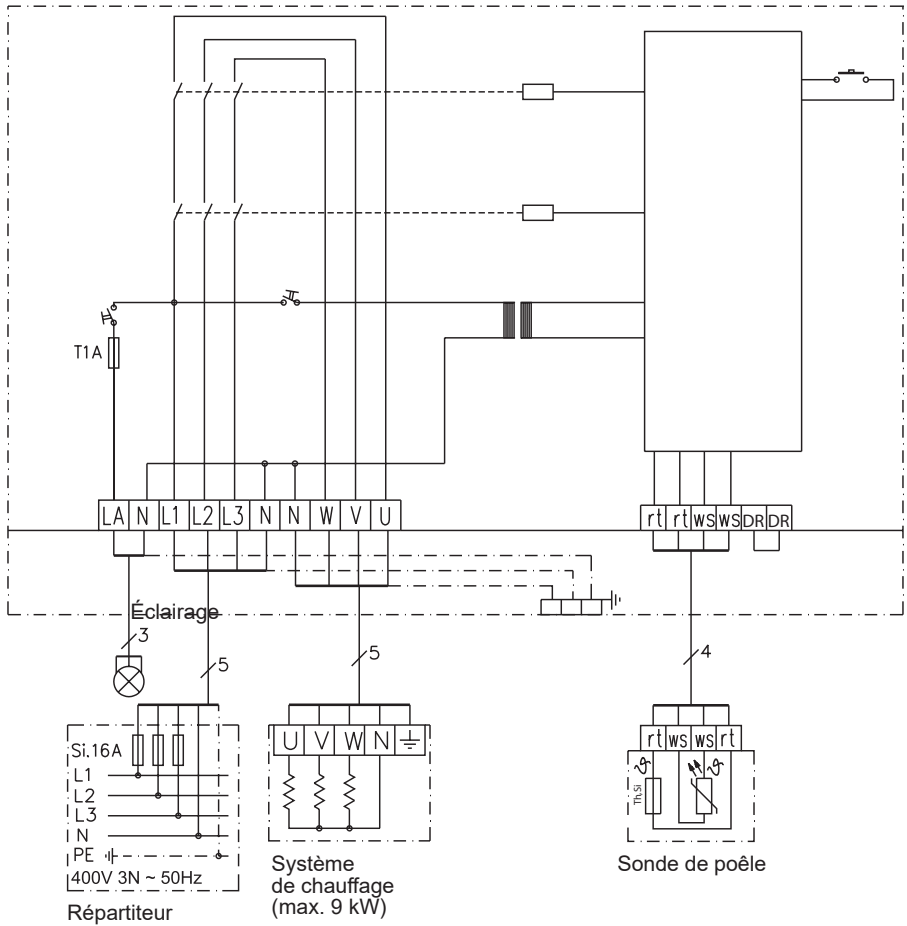 T1A
LA N L1 L2 L3 N N W V U
rt rt ws ws DR DR
Éclairage
3
5
5
4
Si.16A
L1
L2
L3
N
PE
400V 3N ~ 50Hz
Répartiteur
U V W N
Système
de chauffage
(max. 9 kW)
rt ws ws rt
Th,Si
ϑ
ϑ
Sonde de poêle